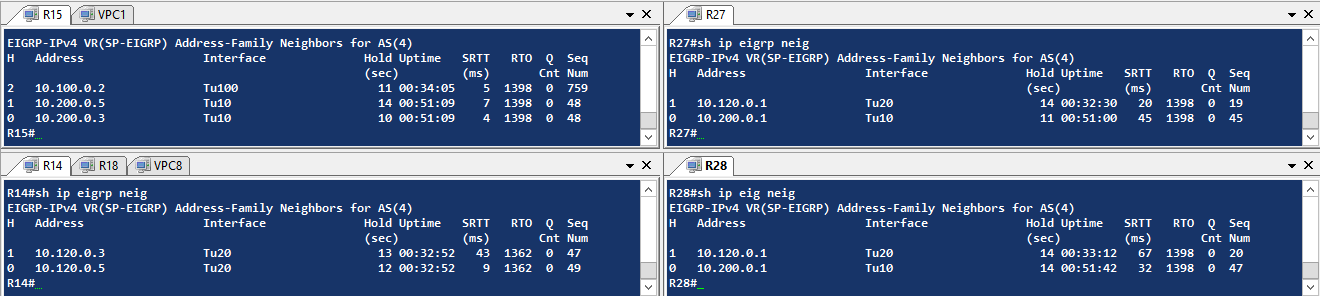 R15 VPC1
EIGRP-IPv4 VR(SP-EIGRP) Address-Family Neighbors for AS(4)
H Address Interface Hold Uptime SRTT RTO Q Seq
(sec) (ms) Cnt Num
2 10.100.0.2 Tu100 11 00:34:05 5 1398 0 759
1 10.200.0.5 Tu10 14 00:51:09 7 1398 0 48
0 10.200.0.3 Tu10 10 00:51:09 4 1398 0 48
R15#
R27
R27#sh ip eigrp neig
EIGRP-IPv4 VR(SP-EIGRP) Address-Family Neighbors for AS(4)
H Address Interface Hold Uptime SRTT RTO Q Seq
(sec) (ms) Cnt Num
1 10.120.0.1 Tu20 14 00:32:30 20 1398 0 19
0 10.200.0.1 Tu10 11 00:51:00 45 1398 0 45
R27#
R14 R18 VPC8
R14#sh ip eigrp neig
EIGRP-IPv4 VR(SP-EIGRP) Address-Family Neighbors for AS(4)
H Address Interface Hold Uptime SRTT RTO Q Seq
(sec) (ms) Cnt Num
1 10.120.0.3 Tu20 13 00:32:52 43 1362 0 47
0 10.120.0.5 Tu20 12 00:32:52 9 1362 0 49
R14#
R28
R28#sh ip eig neig
EIGRP-IPv4 VR(SP-EIGRP) Address-Family Neighbors for AS(4)
H Address Interface Hold Uptime SRTT RTO Q Seq
(sec) (ms) Cnt Num
1 10.120.0.1 Tu20 14 00:33:12 67 1398 0 20
0 10.200.0.1 Tu10 14 00:51:42 32 1398 0 47
R28#_